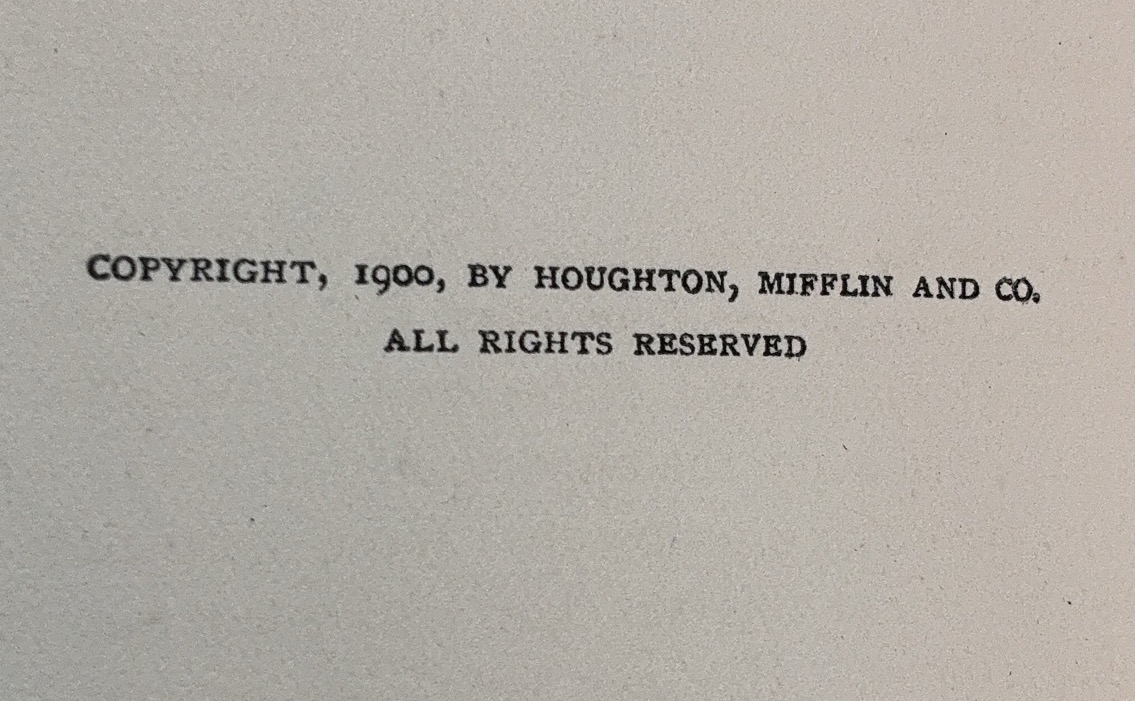 COPYRIGHT, 1900, BY HOUGHTON, MIFFLIN AND CO.
ALL RIGHTS RESERVED